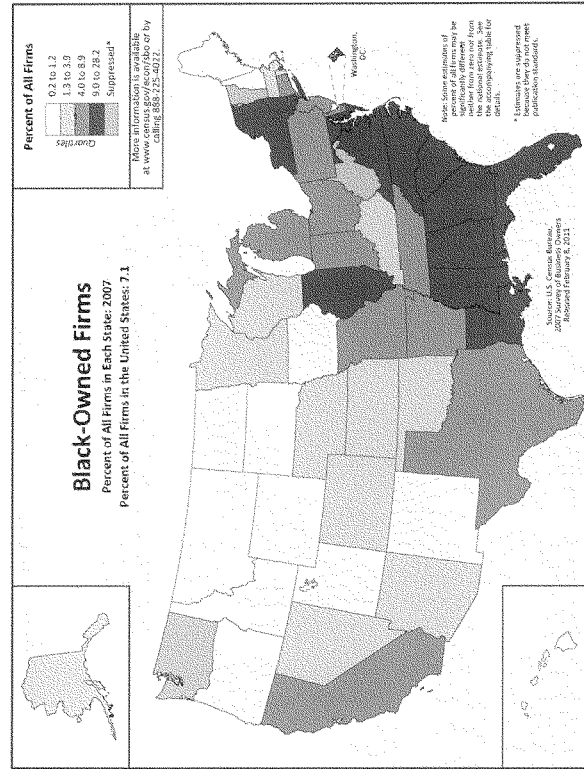 Black-Owned Firms
Percent of All Firms in Each State: 2007
Percent of All Firms in the United States: 7.1
Percent of All Firms
Quartiles
0.2 to 1.2
1.3 to 3.9
4.0 to 8.9
9.0 to 28.2
Suppressed*
More information is available
at www.census.gov/econ/sbo or by
calling 888-225-4022.
Washington,
DC.
Note: Some estimates of
percent of all firms may be
significantly different
neither from zero nor from
the national estimate. See
the accompanying table for
details.
* Estimates are suppressed
because they do not meet
publication standards.
Source: U.S. Census Bureau,
2007 Survey of Business Owners
Released February 8, 2011